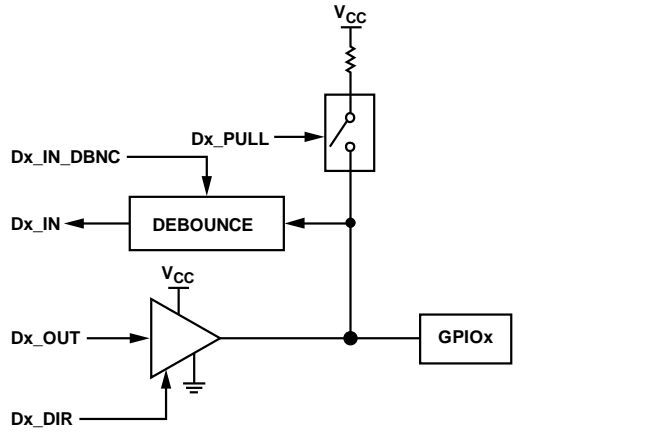 VCC
Dx_PULL
Dx_IN_DBNC
Dx_IN
DEBOUNCE
VCC
Dx_OUT
GPIOx
Dx_DIR